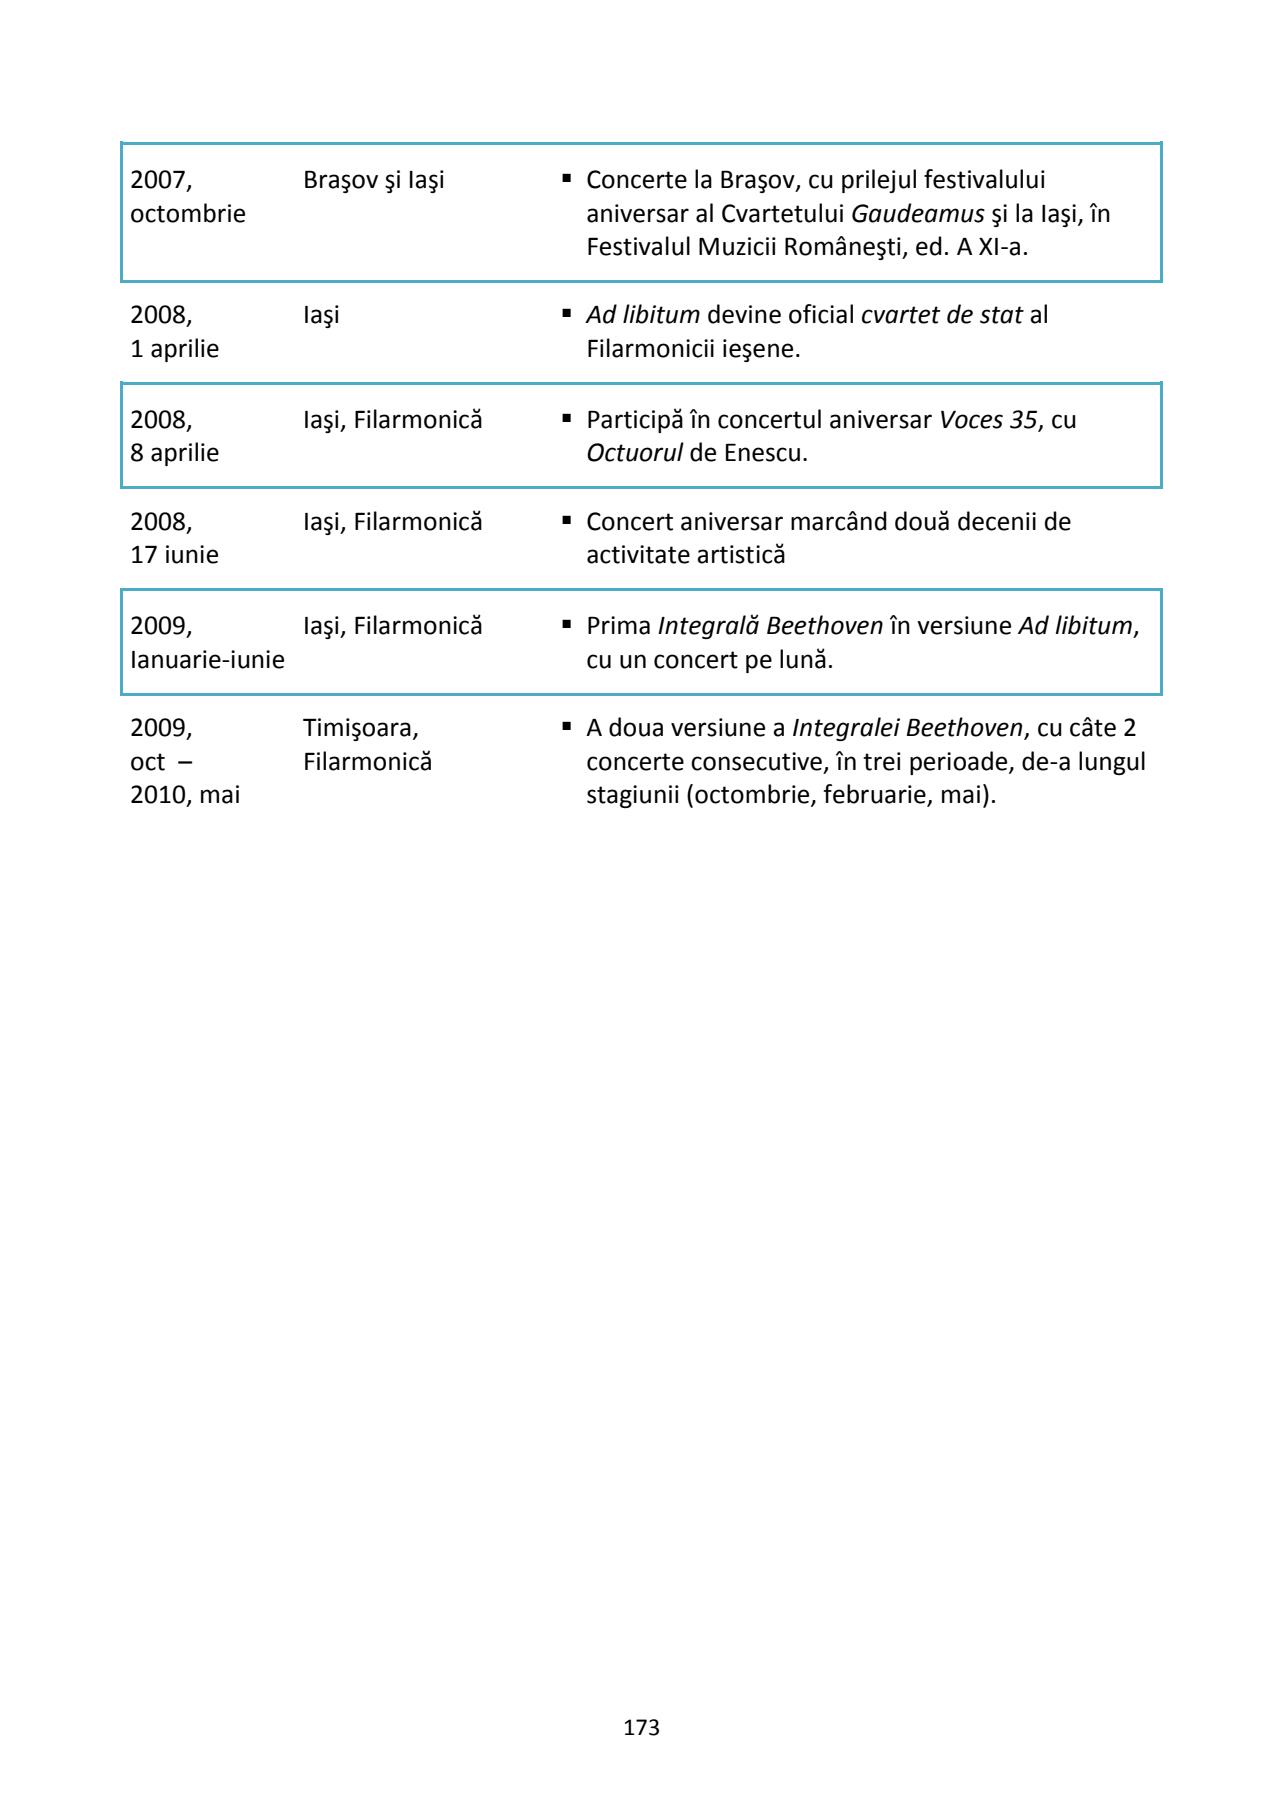 2007,
octombrie
Braşov şi Iaşi
▪ Concerte la Braşov, cu prilejul festivalului
aniversar al Cvartetului Gaudeamus şi la Iaşi, în
Festivalul Muzicii Româneşti, ed. A XI-a.
2008,
1 aprilie
Iaşi
▪ Ad libitum devine oficial cvartet de stat al
Filarmonicii ieşene.
2008,
8 aprilie
Iaşi, Filarmonică
▪ Participă în concertul aniversar Voces 35, cu
Octuorul de Enescu.
2008,
17 iunie
Iaşi, Filarmonică
▪ Concert aniversar marcând două decenii de
activitate artistică
2009,
Ianuarie-iunie
Iaşi, Filarmonică
▪ Prima Integrală Beethoven în versiune Ad libitum,
cu un concert pe lună.
2009,
oct –
2010, mai
Timişoara,
Filarmonică
▪ A doua versiune a Integralei Beethoven, cu câte 2
concerte consecutive, în trei perioade, de-a lungul
stagiunii (octombrie, februarie, mai).
173